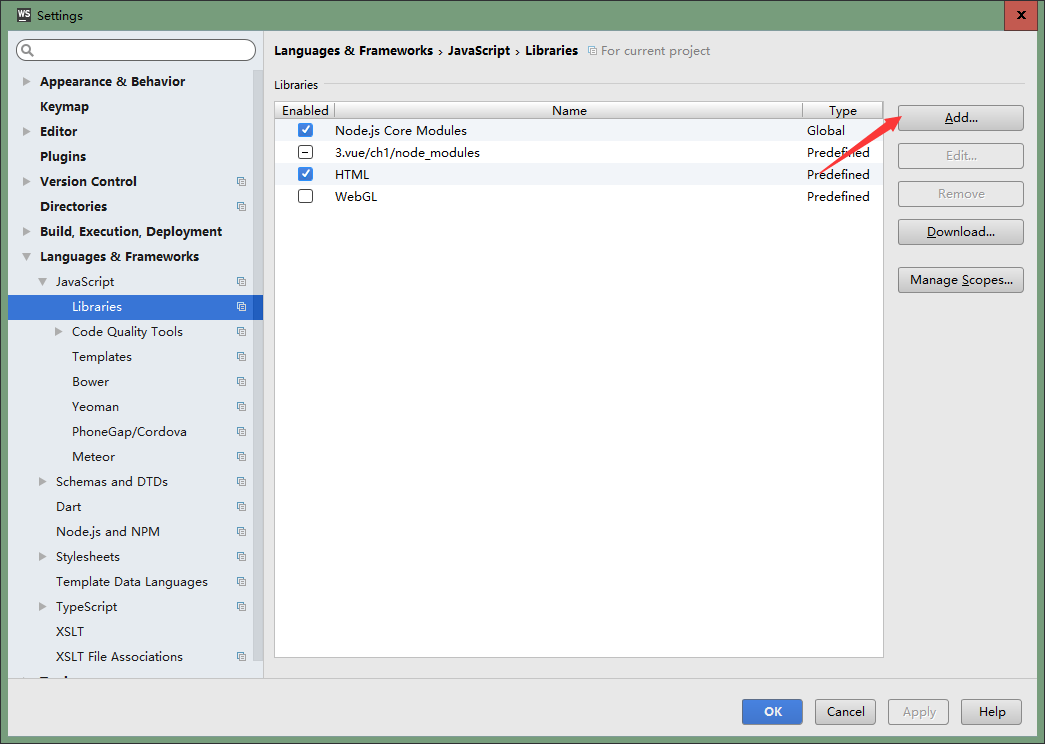 WS Settings
Languages & Frameworks › JavaScript › Libraries For current project
Appearance & Behavior
Keymap
Editor
Plugins
Version Control
Directories
Build, Execution, Deployment
Languages & Frameworks
JavaScript
Libraries
Code Quality Tools
Templates
Bower
Yeoman
PhoneGap/Cordova
Meteor
Schemas and DTDs
Dart
Node.js and NPM
Stylesheets
Template Data Languages
TypeScript
XSLT
XSLT File Associations
Libraries
Enabled Name Type
Node.js Core Modules Global
3.vue/ch1/node_modules Predefined
HTML Predefined
WebGL Predefined
Add...
Edit...
Remove
Download...
Manage Scopes...
OK Cancel Apply Help